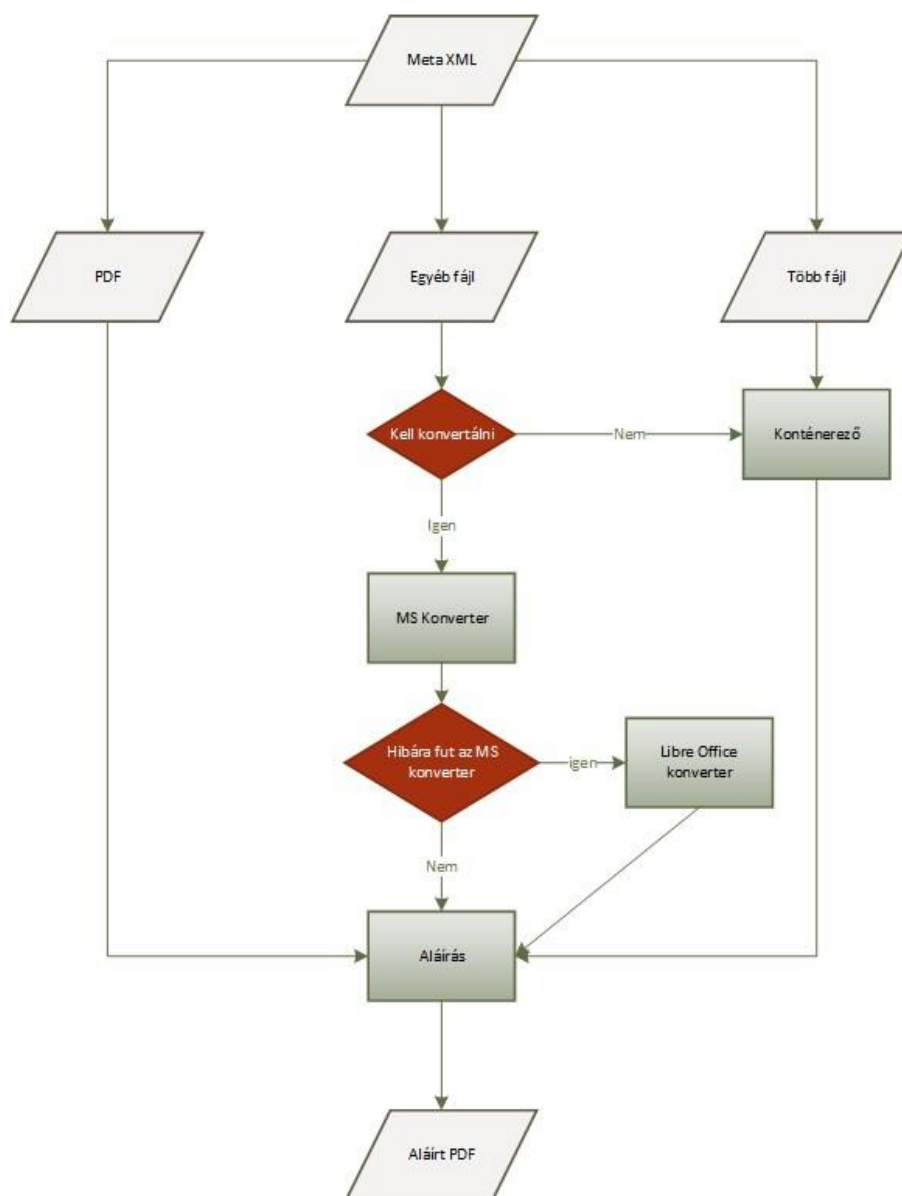 Meta XML
PDF
Egyéb fájl
Több fájl
Kell konvertálni
Nem
Konténerező
Igen
MS Konverter
Hibára fut az MS
konverter
igen
Libre Office
konverter
Nem
Aláírás
Aláírt PDF